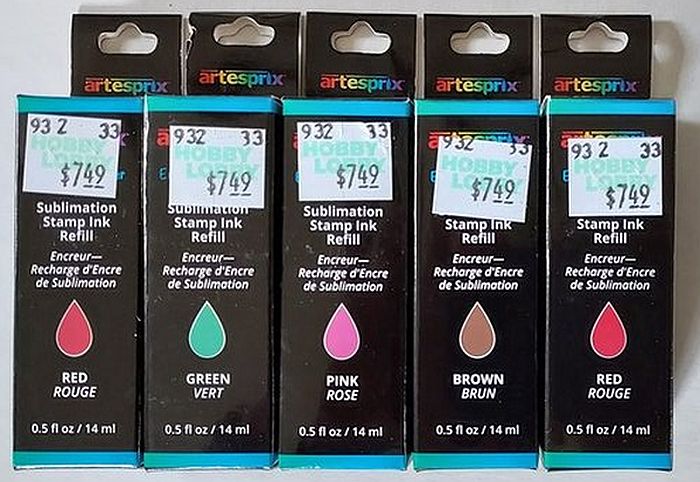 artesprix
artesprix
artesprix
artesprix
artesprix
932 33
HOBBY
LOBBY
$7.49
Sublimation
Stamp Ink
Refill
Encreur—
Recharge d'Encre
de Sublimation
RED
ROUGE
0.5 fl oz / 14 ml
932 33
HOBBY
LOBBY
$7.49
Sublimation
Stamp Ink
Refill
Encreur—
Recharge d'Encre
de Sublimation
GREEN
VERT
0.5 fl oz / 14 ml
932 33
HOBBY
LOBBY
$7.49
Sublimation
Stamp Ink
Refill
Encreur—
Recharge d'Encre
de Sublimation
PINK
ROSE
0.5 fl oz / 14 ml
932 33
HOBBY
LOBBY
$7.49
Stamp Ink
Refill
Encreur—
Recharge d'Encre
de Sublimation
BROWN
BRUN
0.5 fl oz / 14 ml
932 33
HOBBY
LOBBY
$7.49
Stamp Ink
Refill
Encreur—
Recharge d'Encre
de Sublimation
RED
ROUGE
0.5 fl oz / 14 ml